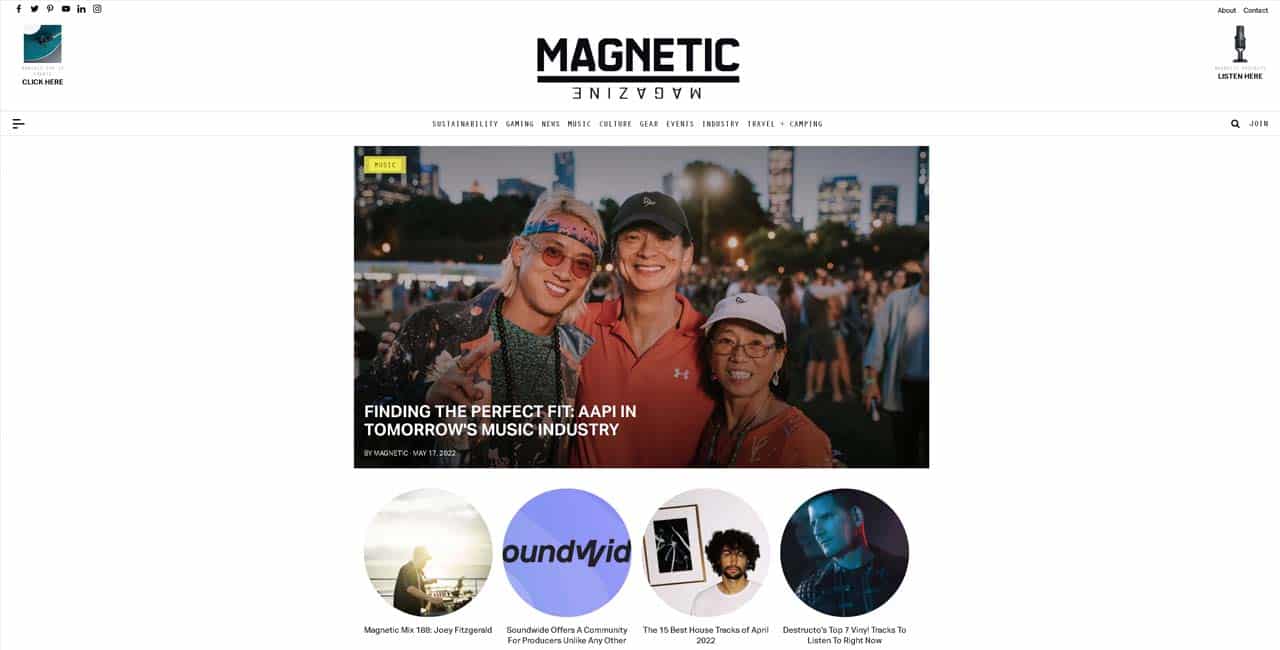 About Contact
CLICK HERE
MAGNETIC
MAGAZINE
LISTEN HERE
SUSTAINABILITY GAMING NEWS MUSIC CULTURE GEAR EVENTS INDUSTRY TRAVEL + CAMPING
JOIN
MUSIC
FINDING THE PERFECT FIT: AAPI IN
TOMORROW'S MUSIC INDUSTRY
BY MAGNETIC · MAY 17, 2022
oundwid
Magnetic Mix 188: Joey Fitzgerald
Soundwide Offers A Community
For Producers Unlike Any Other
The 15 Best House Tracks of April
2022
Destructo's Top 7 Vinyl Tracks To
Listen To Right Now